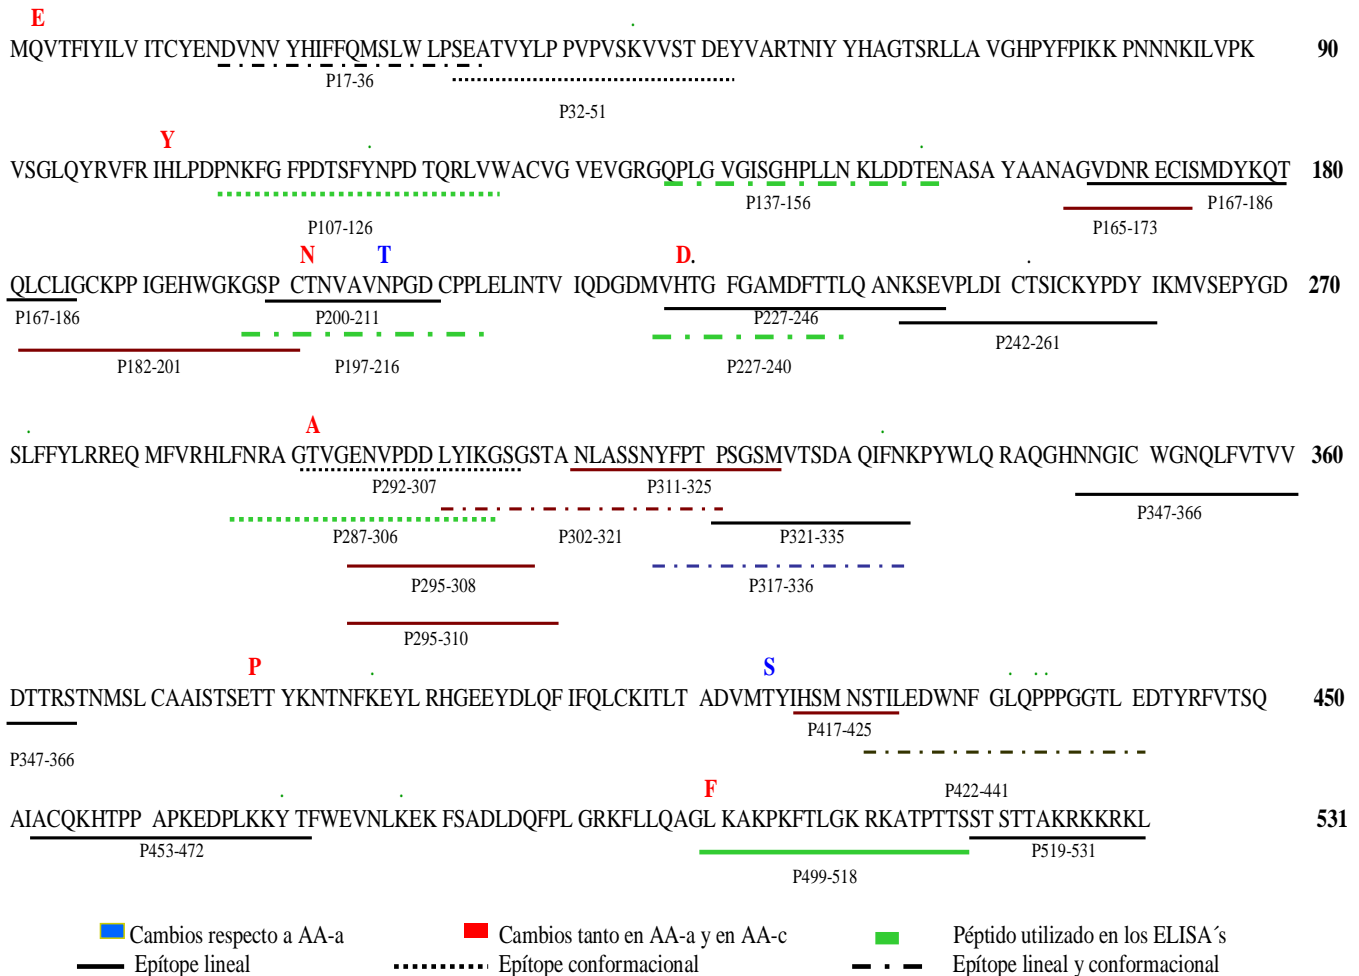 E
MQVTFIYILV ITCYENDVNV YHIFFQMSLW LPSEATVYLP PVPVSKVVST DEYVARTNIY YHAGTSRLLA VGHPYFPIKK PNNNKILVPK 90
P17-36
P32-51
Y
VSGLQYRVFR IHLPDPNKFG FPDTSFYNPD TQRLVWACVG VEVGRGQPLG VGISGHPLLN KLDDTENASA YAANAGVDNR ECISMDYKQT 180
P107-126 P137-156 P165-173 P167-186
N T D
QLCLIGCKPP IGEHWGKGSP CTNVAVNPGD CPPLELINTV IQDGDMVHTG FGAMDFTTLQ ANKSEVPLDI CTSICKYPDY IKMVSEPYGD 270
P167-186 P200-211 P227-246 P242-261
P182-201 P197-216 P227-240
A
SLFFYLRREQ MFVRHLFNRA GTVGENVPDD LYIKGSGSTA NLASSNYFPT PSGSMVTSDA QIFNKPYWLQ RAQGHNNGIC WGNQLFVTVV 360
P292-307 P311-325 P347-366
P287-306 P302-321 P321-335
P295-308 P317-336
P295-310
P S
DTTRSTNMSL CAAISTSETT YKNTNFKEYL RHGEEYDLQF IFQLCKITLT ADVMTYIHSM NSTILEDWNF GLQPPPGGTL EDTYRFVTSQ 450
P417-425
P347-366
P422-441
F
AIACQKHTPP APKEDPLKKY TFWEVNLKEK FSADLDQFPL GRKFLLQAGL KAKPKFTLGK RKATPTTSST STTAKRKKRKL 531
P453-472 P519-531
P499-518
Cambios respecto a AA-a Cambios tanto en AA-a y en AA-c Péptido utilizado en los ELISA´s
Epítope lineal Epítope conformacional Epítope lineal y conformacional